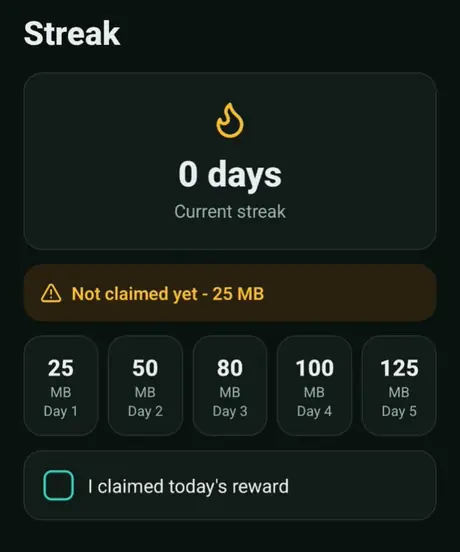 Streak
0 days
Current streak
Not claimed yet - 25 MB
25 50 80 100 125
MB MB MB MB MB
Day 1 Day 2 Day 3 Day 4 Day 5
I claimed today's reward